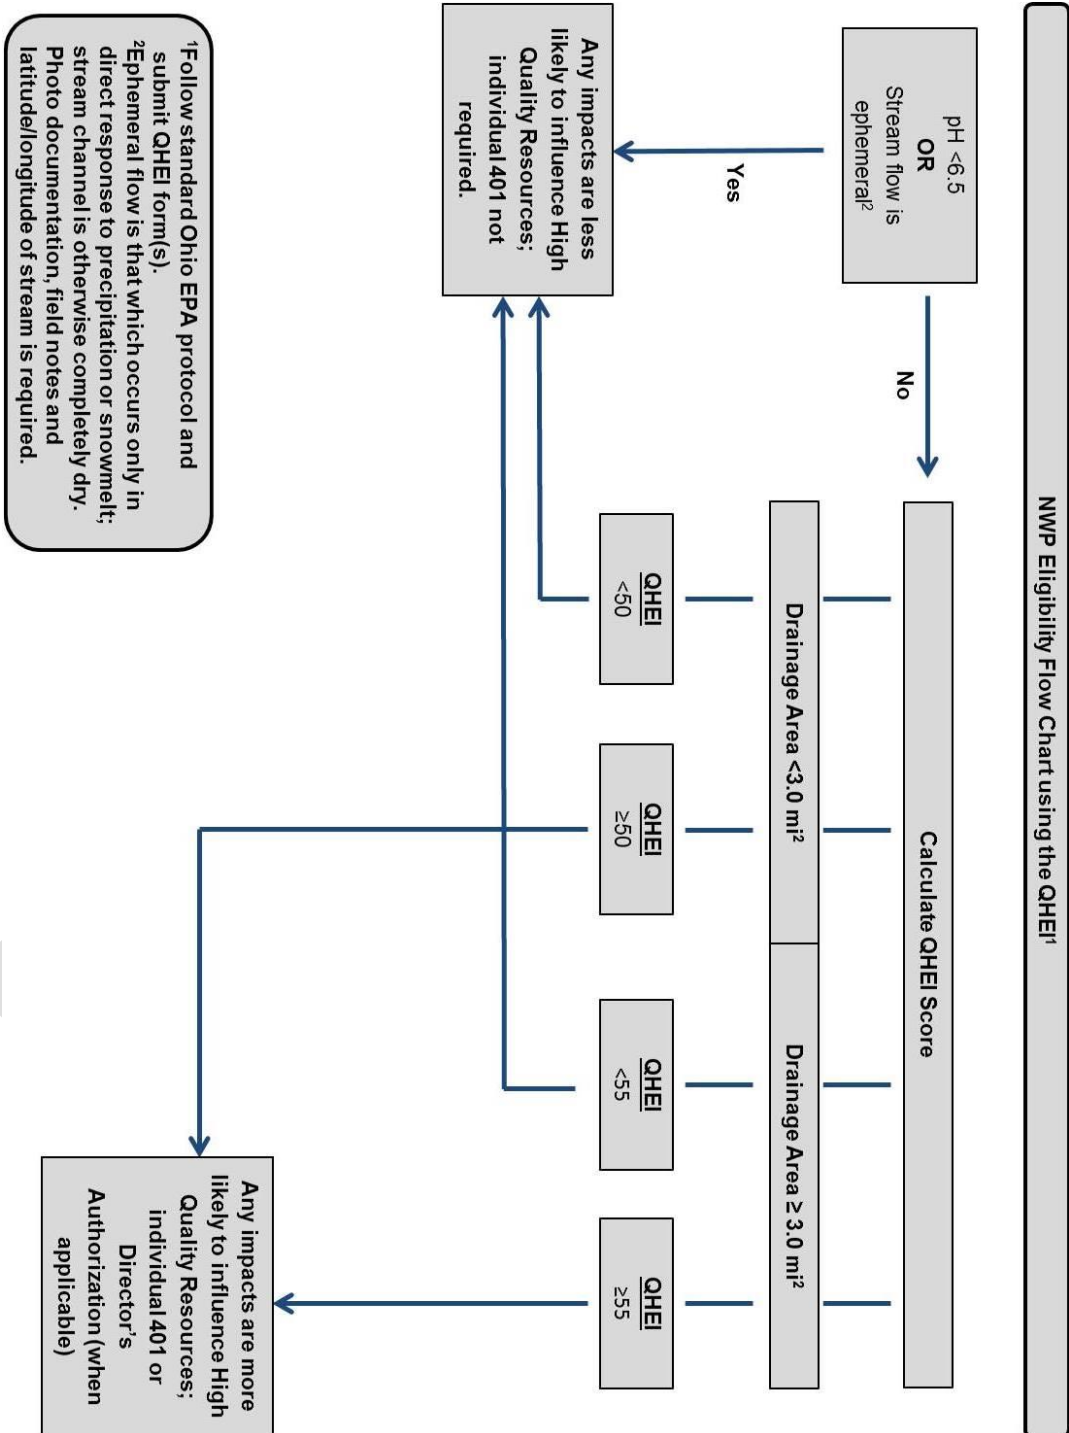 NWP Eligibility Flow Chart using the QHEI¹
pH <6.5
OR
Stream flow is
ephemeral²
No
Yes
Calculate QHEI Score
Drainage Area <3.0 mi²
Drainage Area ≥ 3.0 mi²
QHEI
<50
QHEI
≥50
QHEI
<55
QHEI
≥55
Any impacts are less
likely to influence High
Quality Resources;
individual 401 not
required.
Any impacts are more
likely to influence High
Quality Resources;
individual 401 or
Director's
Authorization (when
applicable)
¹Follow standard Ohio EPA protocol and
submit QHEI form(s).
²Ephemeral flow is that which occurs only in
direct response to precipitation or snowmelt;
stream channel is otherwise completely dry.
Photo documentation, field notes and
latitude/longitude of stream is required.